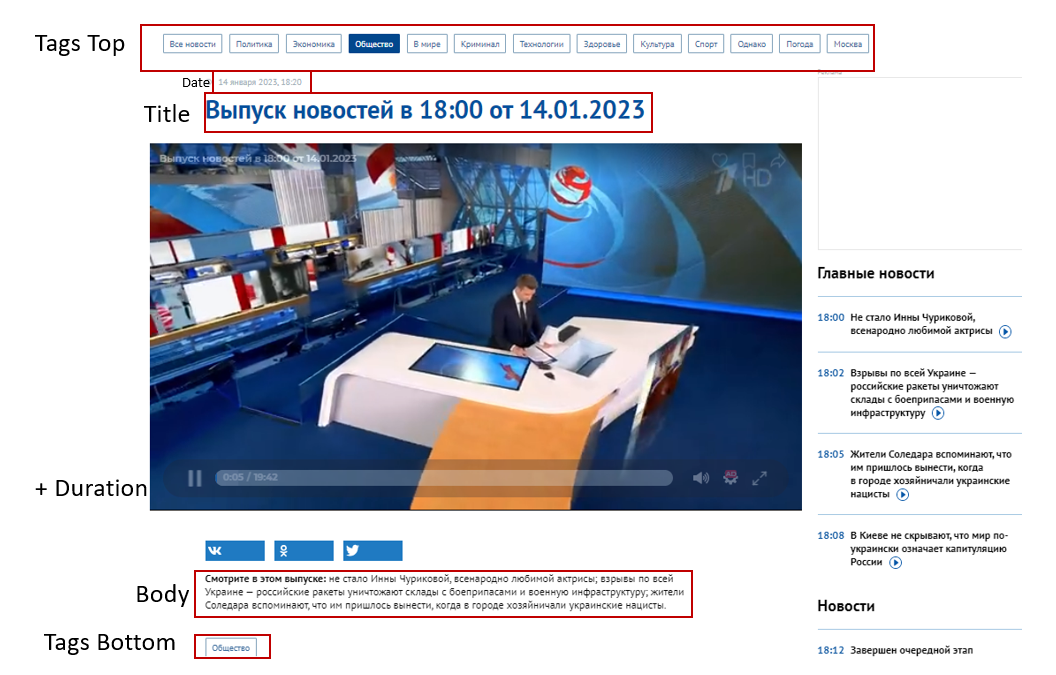 Tags Top
Все новости Политика Экономика Общество В мире Криминал Технологии Здоровье Культура Спорт Однако Погода Москва
Date
14 января 2023, 18:20
Title
Выпуск новостей в 18:00 от 14.01.2023
Выпуск новостей в 18:00 от 14.01.2023
HD
0:05 / 19:42
+ Duration
Body
Смотрите в этом выпуске: не стало Инны Чуриковой, всенародно любимой актрисы; взрывы по всей
Украине — российские ракеты уничтожают склады с боеприпасами и военную инфраструктуру; жители
Соледара вспоминают, что им пришлось вынести, когда в городе хозяйничали украинские нацисты.
Tags Bottom
Общество
Главные новости
18:00 Не стало Инны Чуриковой,
всенародно любимой актрисы
18:02 Взрывы по всей Украине —
российские ракеты уничтожают
склады с боеприпасами и военную
инфраструктуру
18:05 Жители Соледара вспоминают, что
им пришлось вынести, когда
в городе хозяйничали украинские
нацисты
18:08 В Киеве не скрывают, что мир по-
украински означает капитуляцию
России
Новости
18:12 Завершен очередной этап